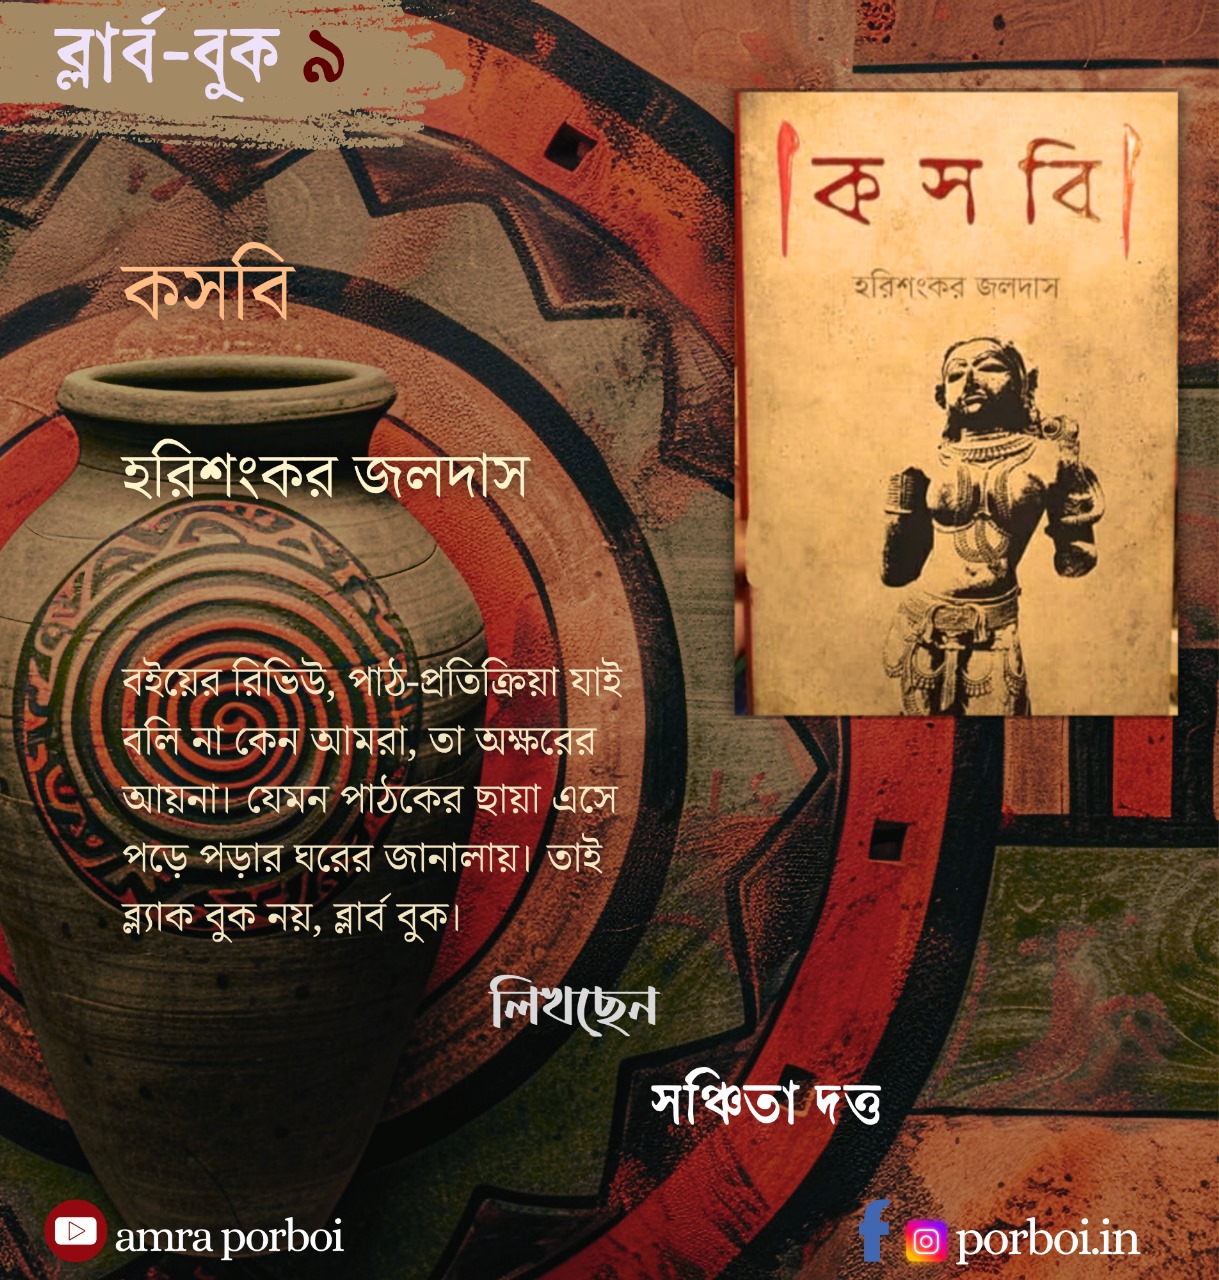 ব্লার্ব-বুক ৯
কসবি
হরিশংকর জলদাস
কসবি
হরিশংকর জলদাস
বইয়ের রিভিউ, পাঠ-প্রতিক্রিয়া যাই
বলি না কেন আমরা, তা অক্ষরের
আয়না। যেমন পাঠকের ছায়া এসে
পড়ে পড়ার ঘরের জানালায়। তাই
ব্ল্যাক বুক নয়, ব্লার্ব বুক।
লিখছেন
সঞ্চিতা দত্ত
amra porboi
porboi.in